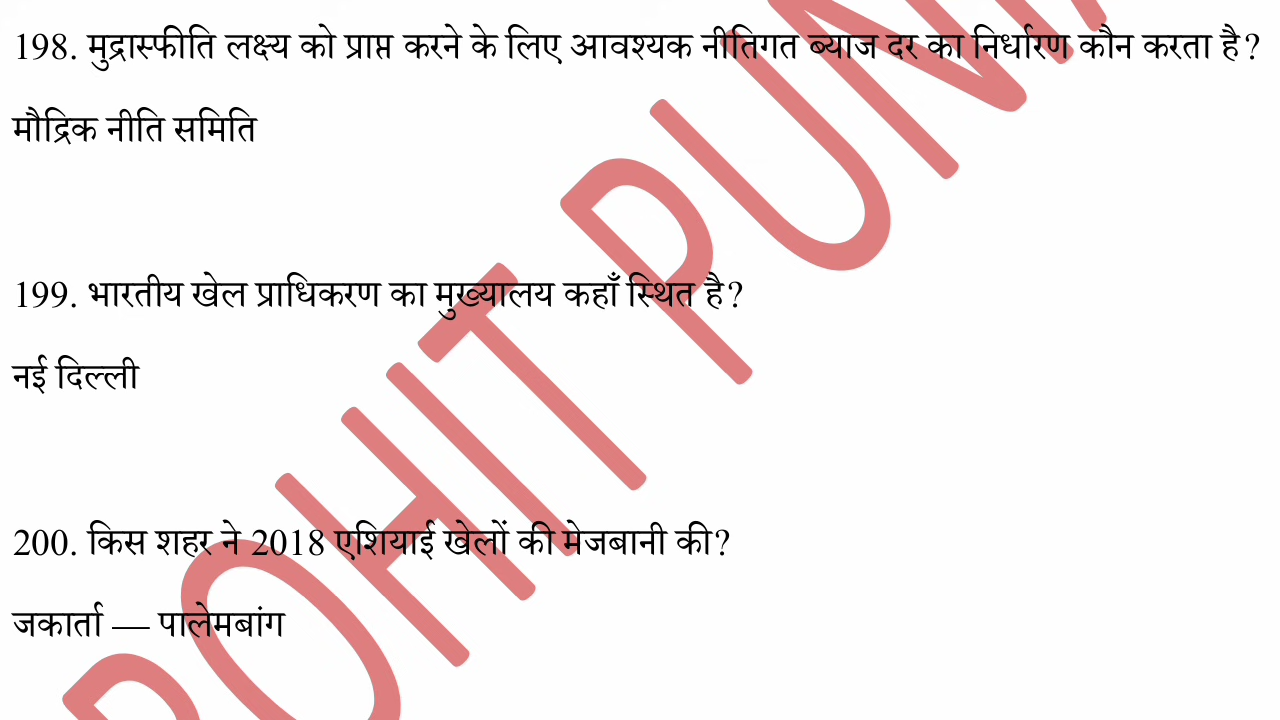 198. मुद्रास्फीति लक्ष्य को प्राप्त करने के लिए आवश्यक नीतिगत ब्याज दर का निर्धारण कौन करता है?
मौद्रिक नीति समिति
199. भारतीय खेल प्राधिकरण का मुख्यालय कहाँ स्थित है?
नई दिल्ली
200. किस शहर ने 2018 एशियाई खेलों की मेजबानी की?
जकार्ता — पालेमबांग
ROHIT